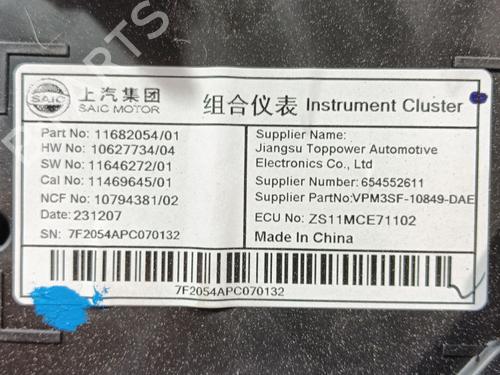 SAIC
上汽集团
SAIC MOTOR
组合仪表 Instrument Cluster
Part No: 11682054/01
HW No: 10627734/04
SW No: 11646272/01
Cal No: 11469645/01
NCF No: 10794381/02
Date: 231207
SN: 7F2054APC070132
Supplier Name:
Jiangsu Toppower Automotive
Electronics Co., Ltd
Supplier Number: 654552611
Supplier PartNo:VPM3SF-10849-DAE
ECU No: ZS11MCE71102
Made In China
7F2054APC070132
PARTS